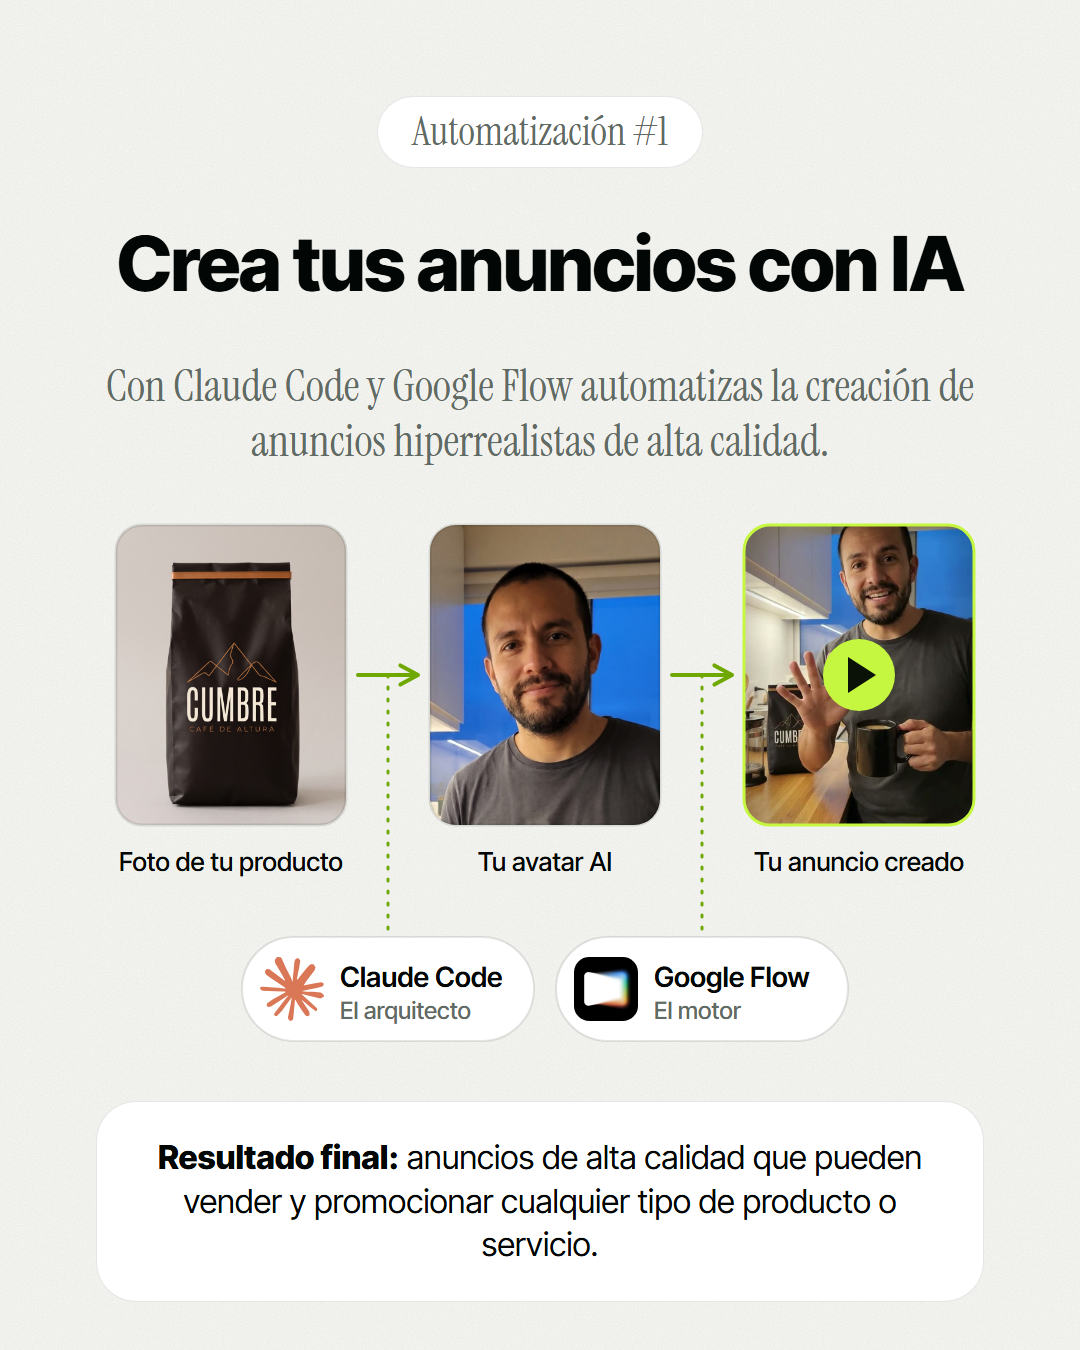 Automatización #1
Crea tus anuncios con IA
Con Claude Code y Google Flow automatizas la creación de
anuncios hiperrealistas de alta calidad.
CUMBRE
CAFÉ DE ALTURA
CUMB
Foto de tu producto
Tu avatar AI
Tu anuncio creado
Claude Code
El arquitecto
Google Flow
El motor
Resultado final: anuncios de alta calidad que pueden
vender y promocionar cualquier tipo de producto o
servicio.